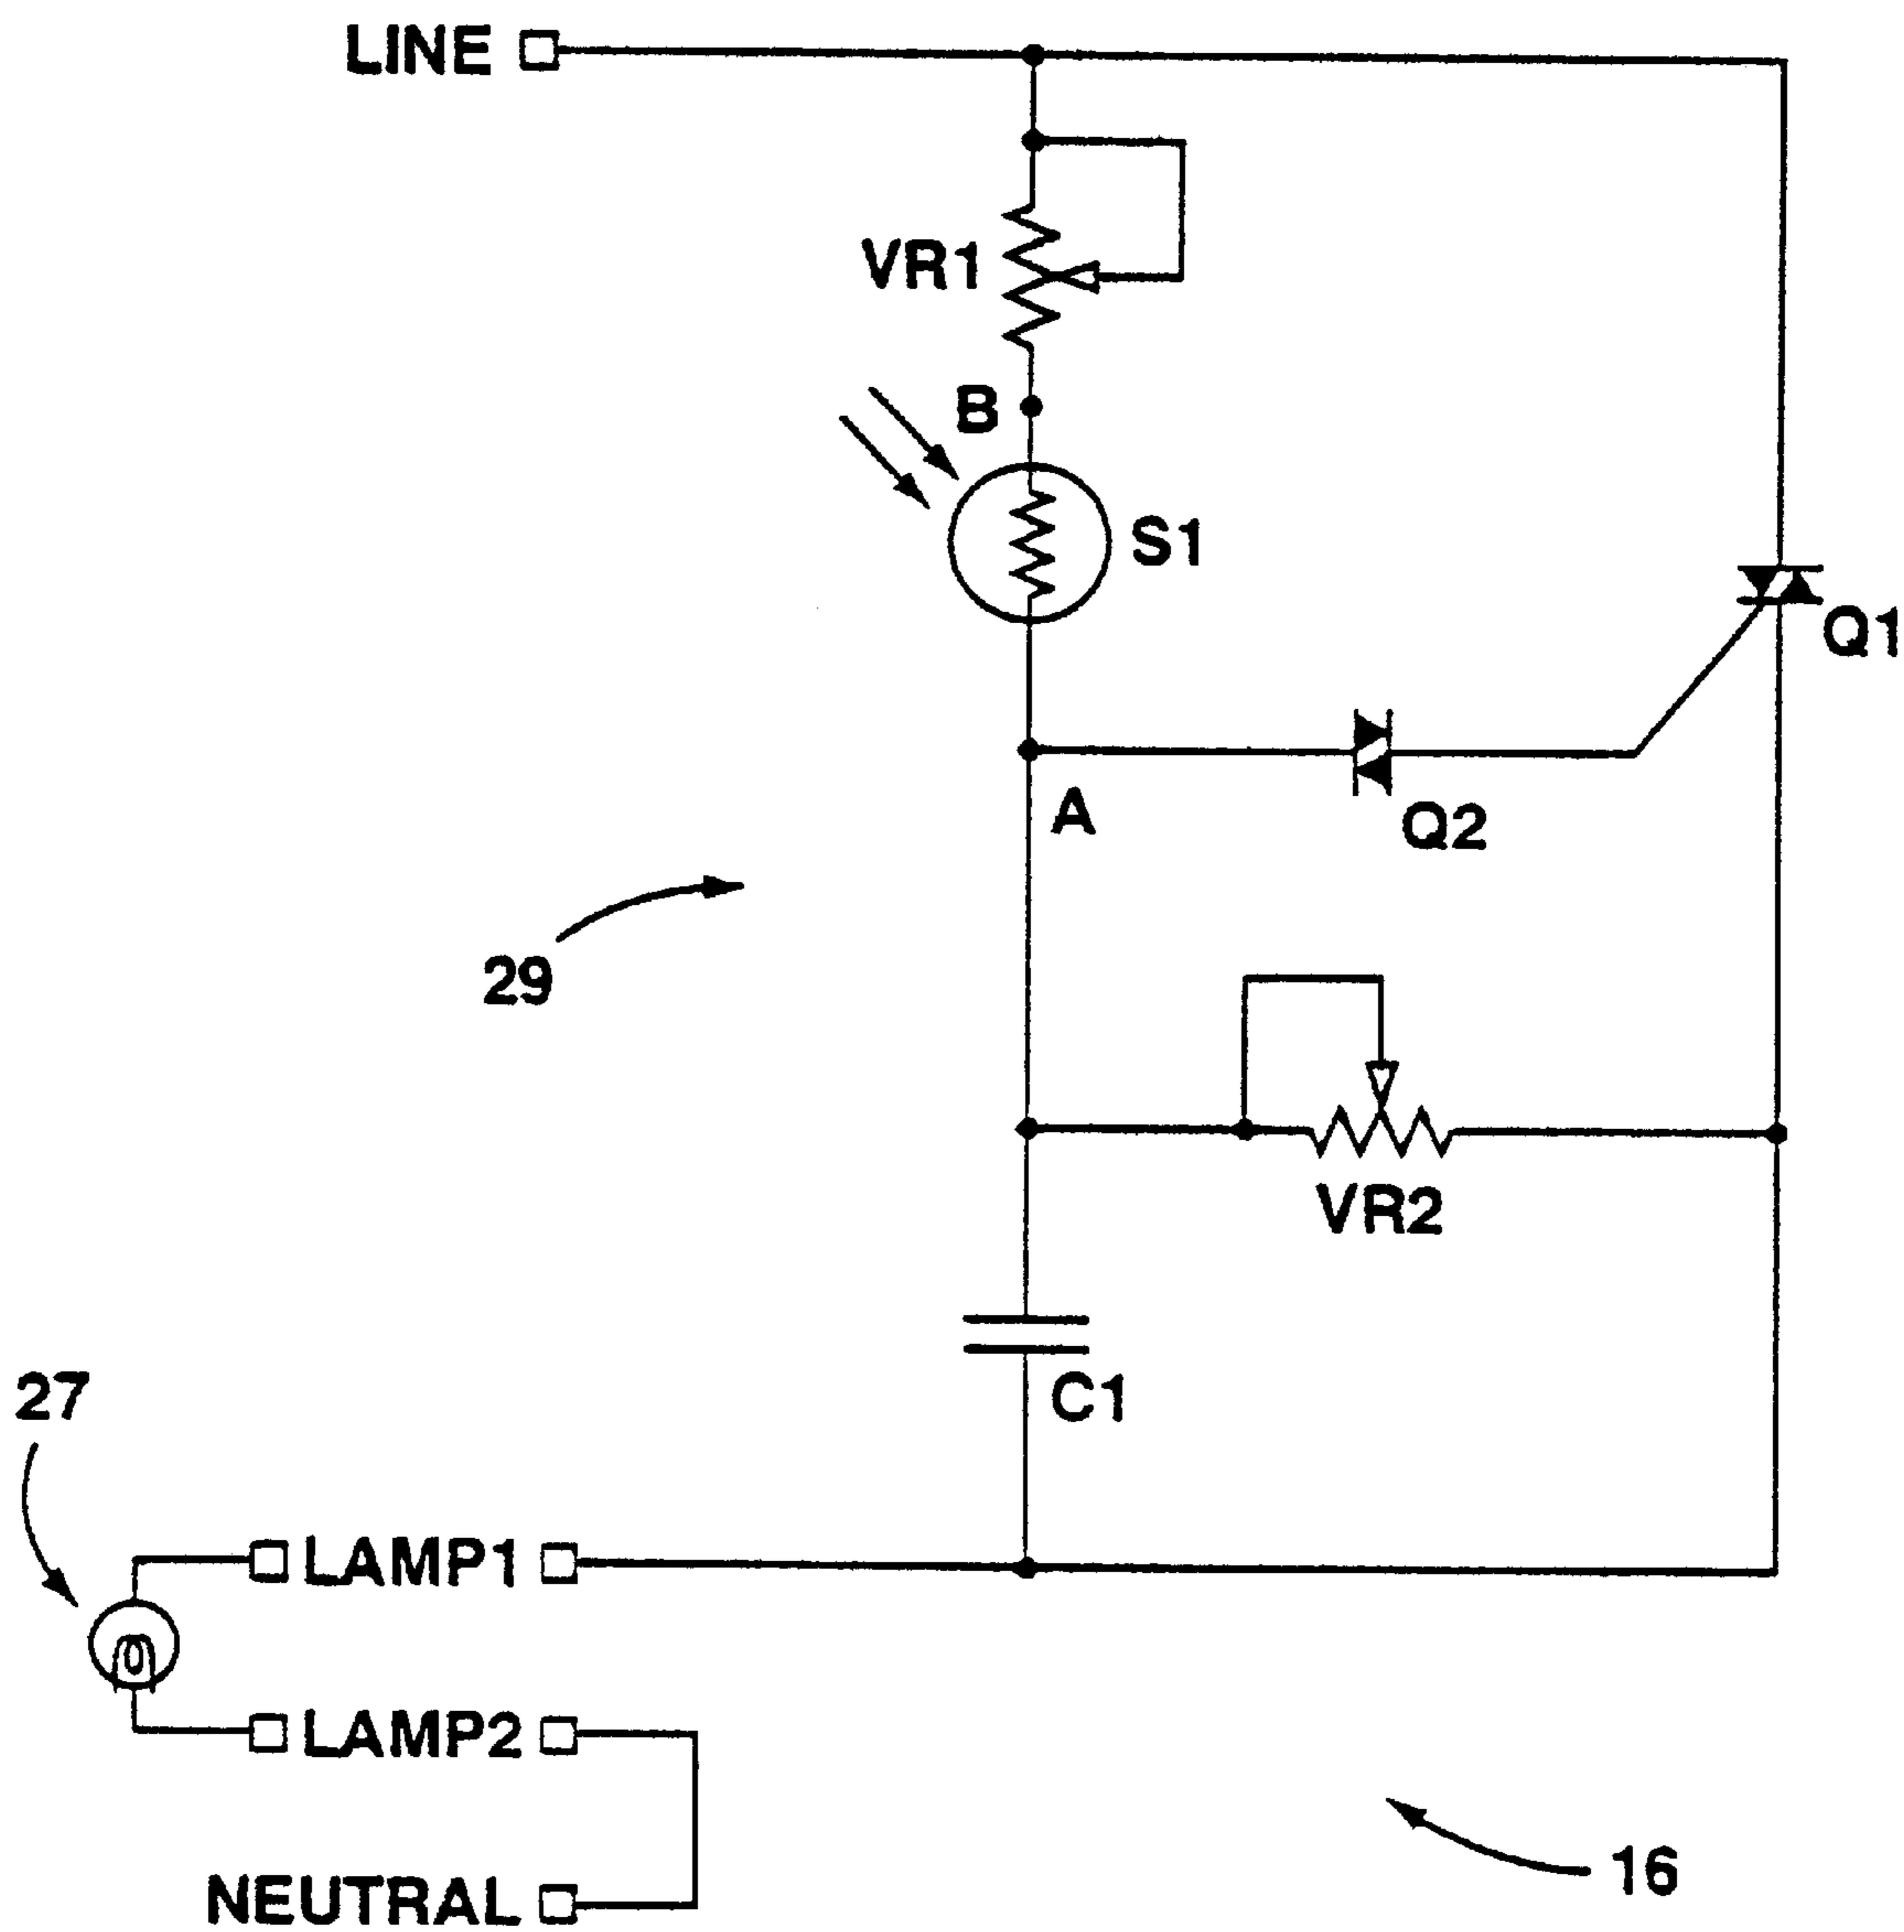 LINE
VR1
B
S1
Q1
A
Q2
29
VR2
27
C1
LAMP1
LAMP2
16
NEUTRAL